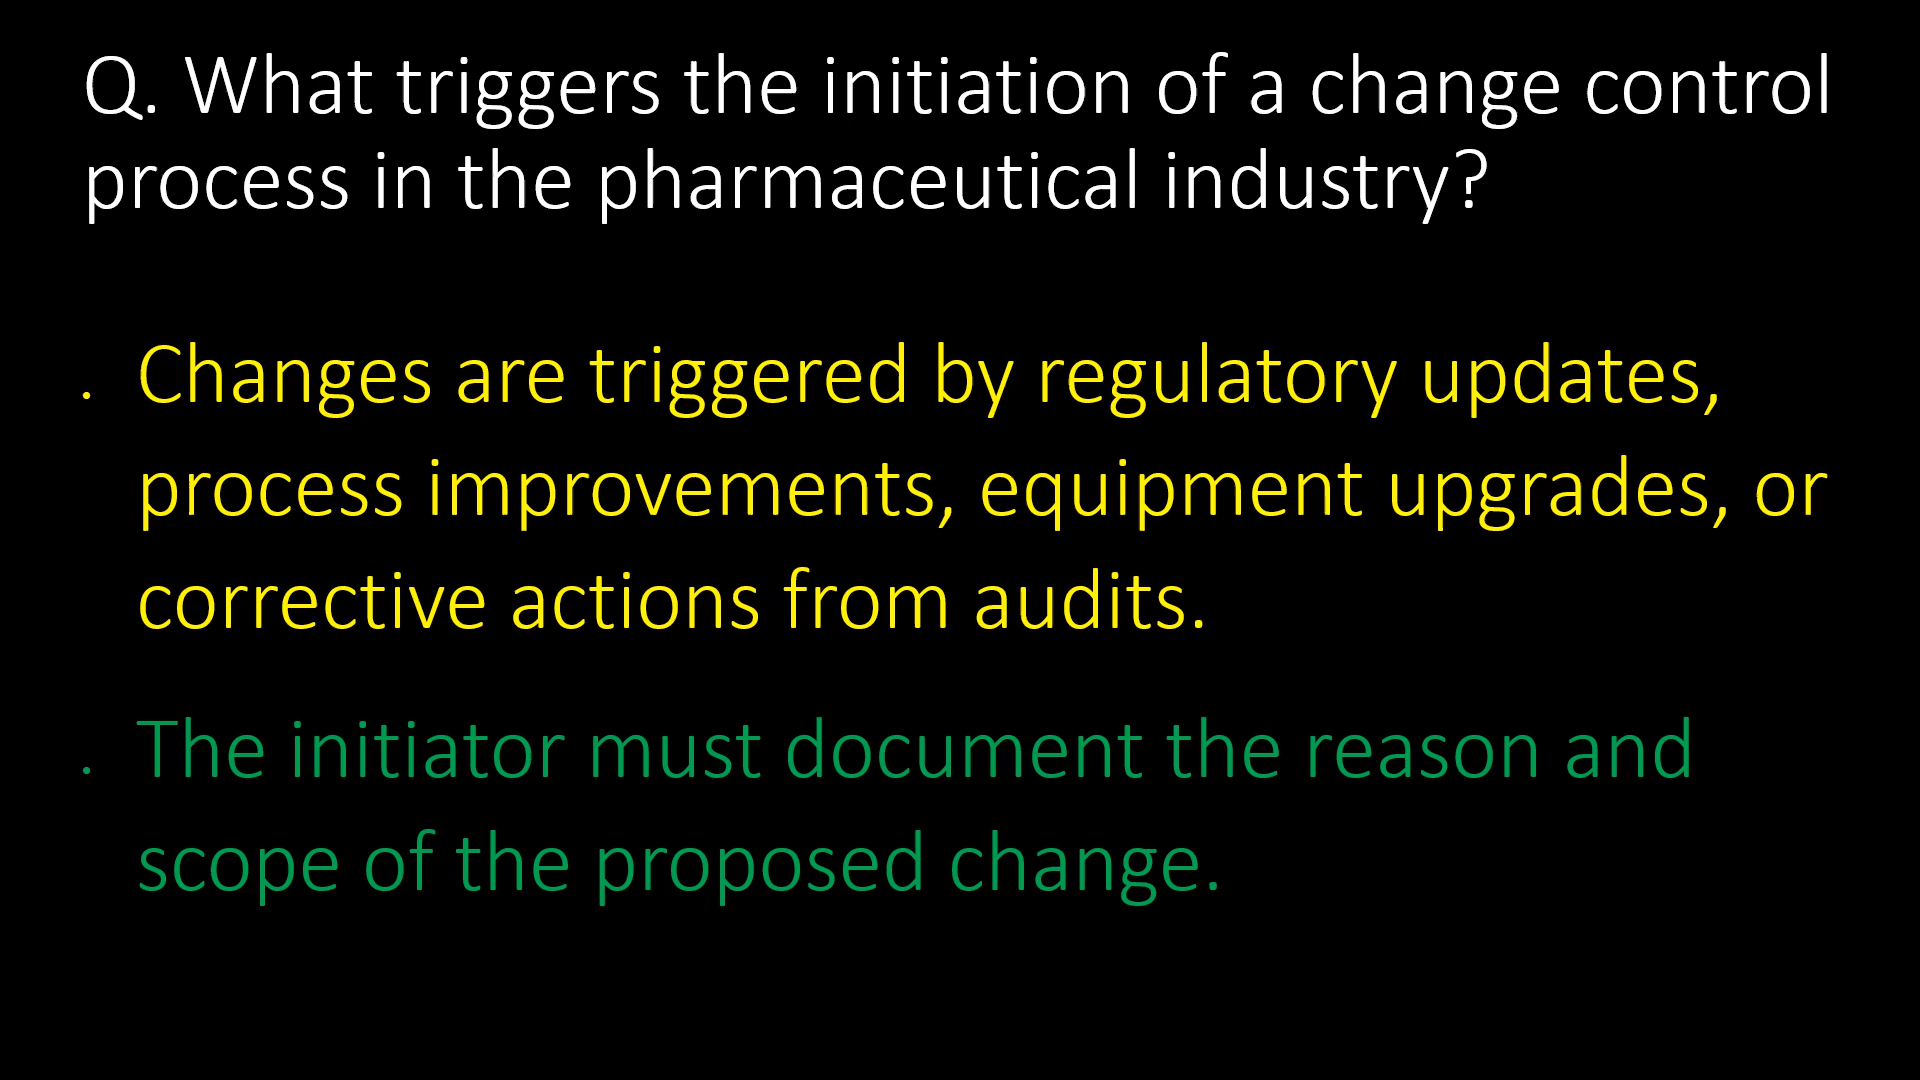 Q. What triggers the initiation of a change control
process in the pharmaceutical industry?
. Changes are triggered by regulatory updates,
process improvements, equipment upgrades, or
corrective actions from audits.
. The initiator must document the reason and
scope of the proposed change.